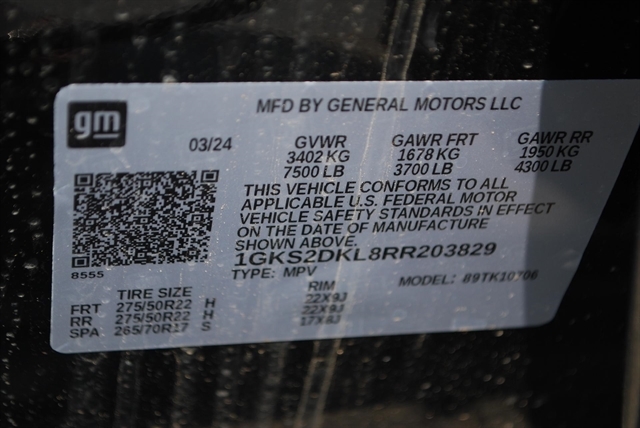 gm
MFD BY GENERAL MOTORS LLC
03/24 GVWR GAWR FRT GAWR RR
3402 KG 1678 KG 1950 KG
7500 LB 3700 LB 4300 LB
THIS VEHICLE CONFORMS TO ALL
APPLICABLE U.S. FEDERAL MOTOR
VEHICLE SAFETY STANDARDS IN EFFECT
ON THE DATE OF MANUFACTURE
SHOWN ABOVE.
1GKS2DKL8RR203829
8555
TYPE: MPV MODEL: 89TK10706
TIRE SIZE RIM
FRT 275/50R22 H 22X9J
RR 275/50R22 H 22X9J
SPA 265/70R17 S 17X8J